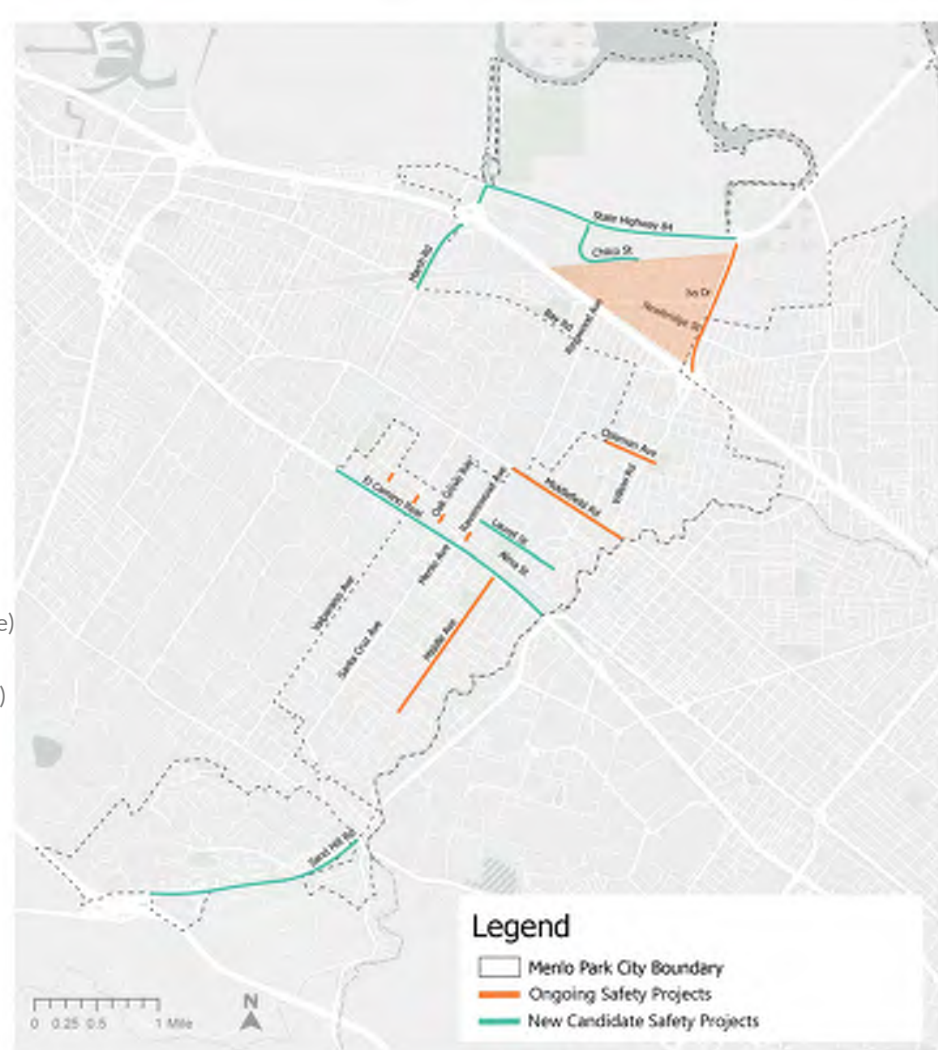 State Highway 84
Chilco St
Marsh Rd
Ivy Dr
Newbridge St
Bay Rd
Ringwood Ave
Coleman Ave
Willow Rd
Middlefield Rd
El Camino Real
Oak Grove Ave
Ravenswood Ave
Laurel St
Alma St
Menlo Ave
Valparaiso Ave
e)
Santa Cruz Ave
Middle Ave
)
Sand Hill Rd
Legend
Menlo Park City Boundary
Ongoing Safety Projects
New Candidate Safety Projects
N
0 0.25 0.5 1 Mile